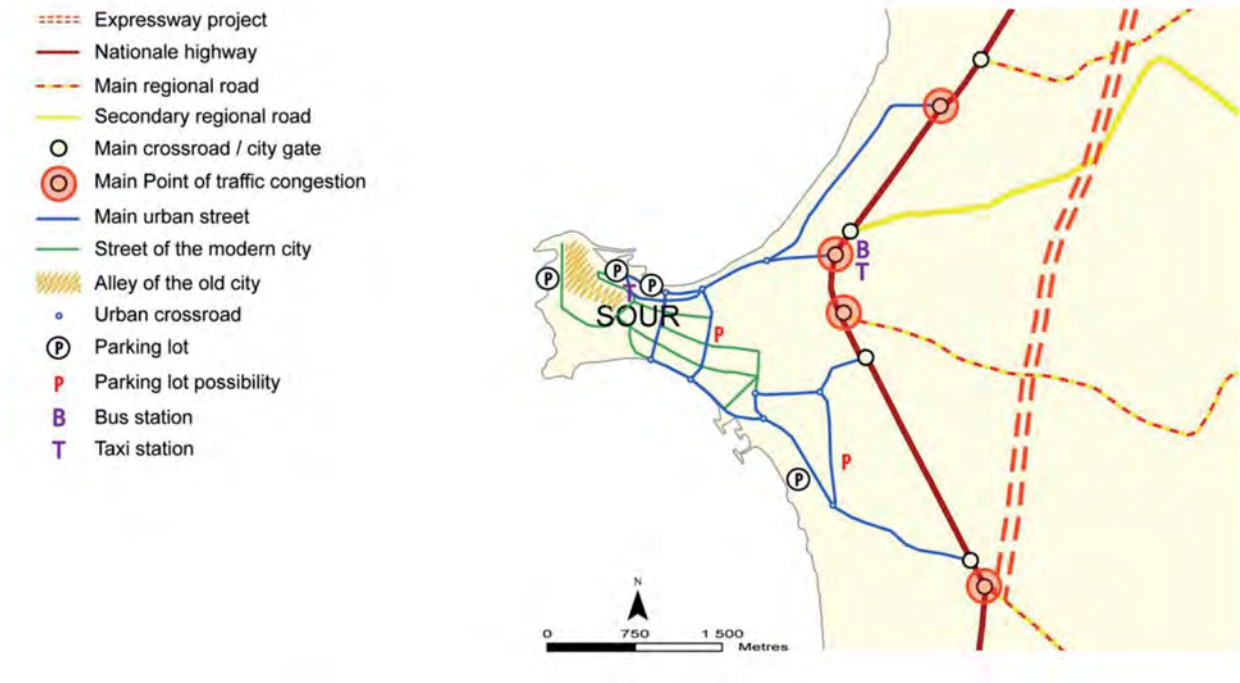 Expressway project
Nationale highway
Main regional road
Secondary regional road
Main crossroad / city gate
Main Point of traffic congestion
Main urban street
Street of the modern city
Alley of the old city
Urban crossroad
P Parking lot
P Parking lot possibility
B Bus station
T Taxi station
B
T
P
P
P
T
SOUR
P
P
P
N
0 750 1 500
Metres